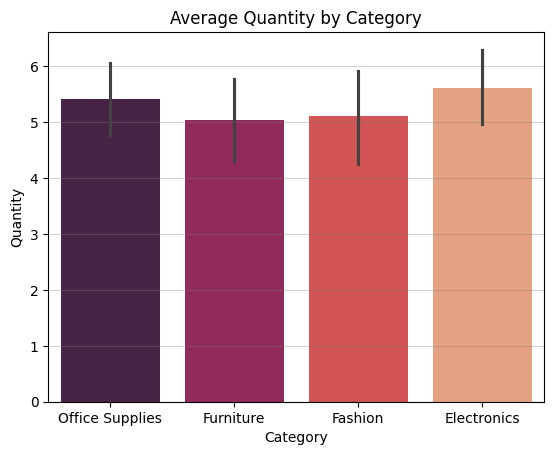 Average Quantity by Category
Quantity
6
5
4
3
2
1
0
Office Supplies Furniture Fashion Electronics
Category